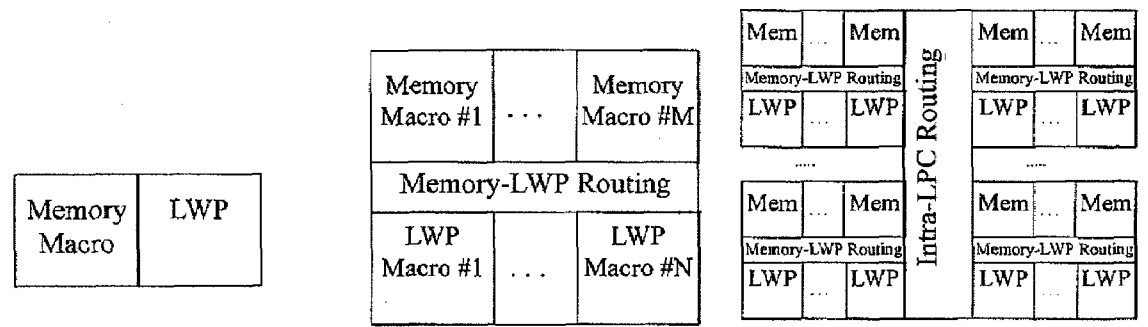 Memory
Macro
LWP
Memory
Macro #1
. . .
Memory
Macro #M
Memory-LWP Routing
LWP
Macro #1
. . .
LWP
Macro #N
Mem ... Mem
Memory-LWP Routing
LWP ... LWP
.....
Mem ... Mem
Memory-LWP Routing
LWP ... LWP
Intra-LPC Routing
Mem ... Mem
Memory-LWP Routing
LWP ... LWP
.....
Mem ... Mem
Memory-LWP Routing
LWP ... LWP